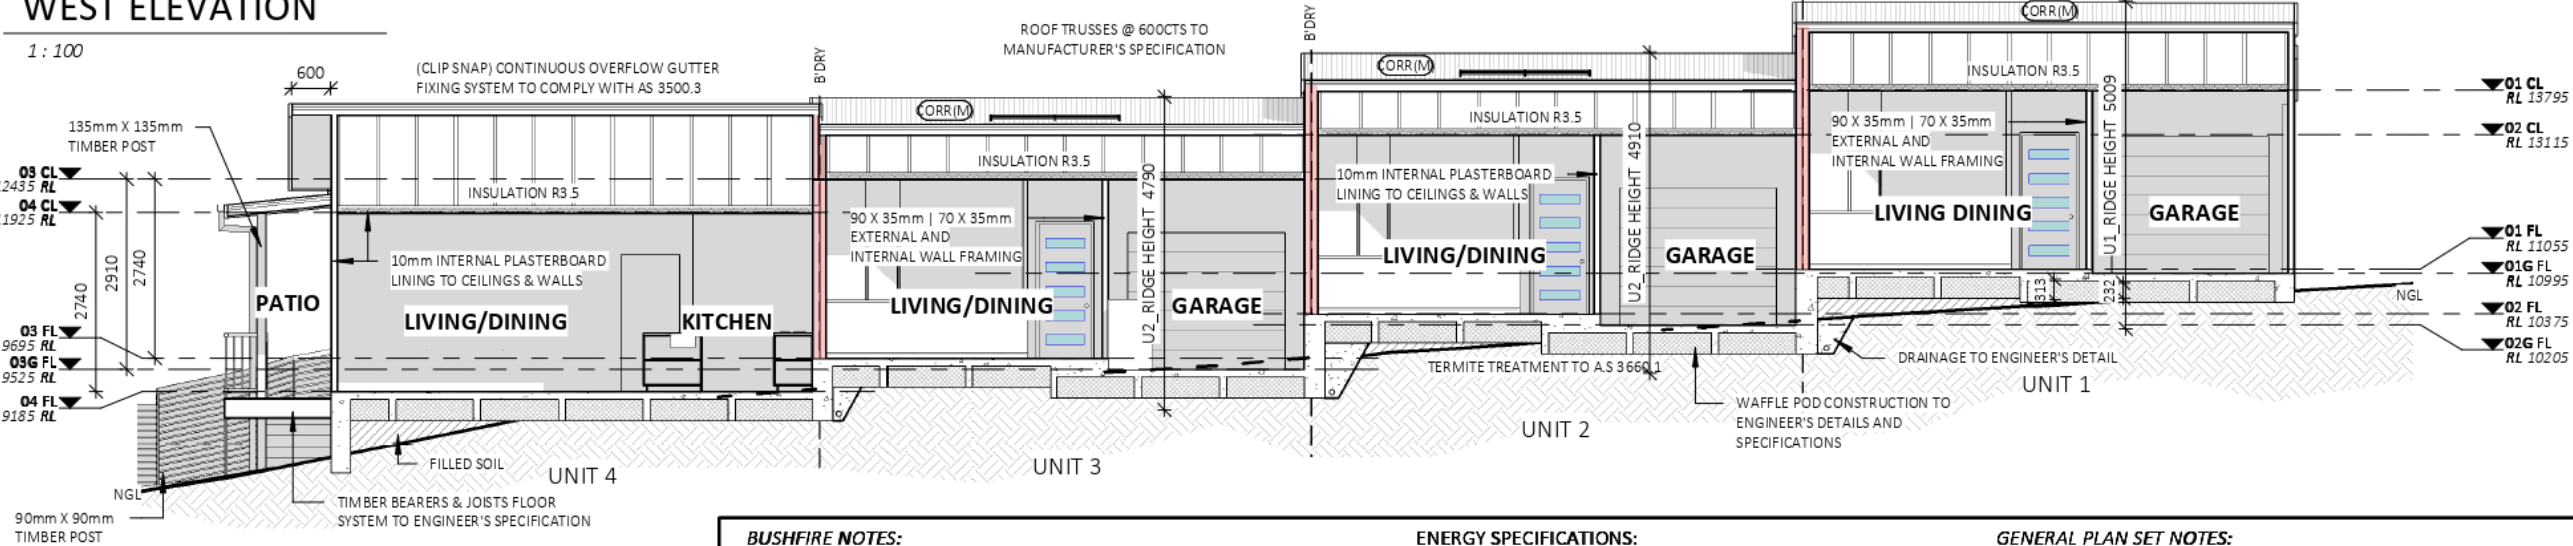 WEST ELEVATION
1 : 100
600
(CLIP SNAP) CONTINUOUS OVERFLOW GUTTER
FIXING SYSTEM TO COMPLY WITH AS 3500.3
B'DRY
ROOF TRUSSES @ 600CTS TO
MANUFACTURER'S SPECIFICATION
B'DRY
CORR(M)
CORR(M)
CORR(M)
135mm X 135mm
TIMBER POST
03 CL
12435 RL
04 CL
11925 RL
2740
2910
2740
03 FL
9695 RL
03G FL
9525 RL
04 FL
9185 RL
INSULATION R3.5
10mm INTERNAL PLASTERBOARD
LINING TO CEILINGS & WALLS
PATIO
LIVING/DINING
KITCHEN
INSULATION R3.5
90 X 35mm | 70 X 35mm
EXTERNAL AND
INTERNAL WALL FRAMING
LIVING/DINING
U2_RIDGE HEIGHT 4790
GARAGE
INSULATION R3.5
10mm INTERNAL PLASTERBOARD
LINING TO CEILINGS & WALLS
LIVING/DINING
U2_RIDGE HEIGHT 4910
GARAGE
INSULATION R3.5
90 X 35mm | 70 X 35mm
EXTERNAL AND
INTERNAL WALL FRAMING
LIVING DINING
U1_RIDGE HEIGHT 5009
GARAGE
313
232
01 CL
RL 13795
02 CL
RL 13115
01 FL
RL 11055
01G FL
RL 10995
NGL
02 FL
RL 10375
02G FL
RL 10205
DRAINAGE TO ENGINEER'S DETAIL
TERMITE TREATMENT TO A.S 3660.1
UNIT 1
WAFFLE POD CONSTRUCTION TO
ENGINEER'S DETAILS AND
SPECIFICATIONS
UNIT 2
UNIT 3
FILLED SOIL
UNIT 4
NGL
TIMBER BEARERS & JOISTS FLOOR
SYSTEM TO ENGINEER'S SPECIFICATION
90mm X 90mm
TIMBER POST
BUSHFIRE NOTES:
ENERGY SPECIFICATIONS:
GENERAL PLAN SET NOTES: